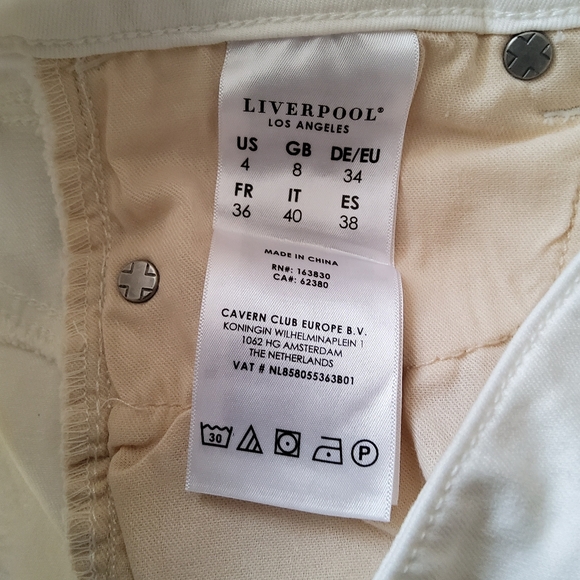 LIVERPOOL®
LOS ANGELES
US GB DE/EU
4 8 34
FR IT ES
36 40 38
MADE IN CHINA
RN#: 163830
CA#: 62380
CAVERN CLUB EUROPE B.V.
KONINGIN WILHELMINAPLEIN 1
1062 HG AMSTERDAM
THE NETHERLANDS
VAT # NL858055363B01
30 P